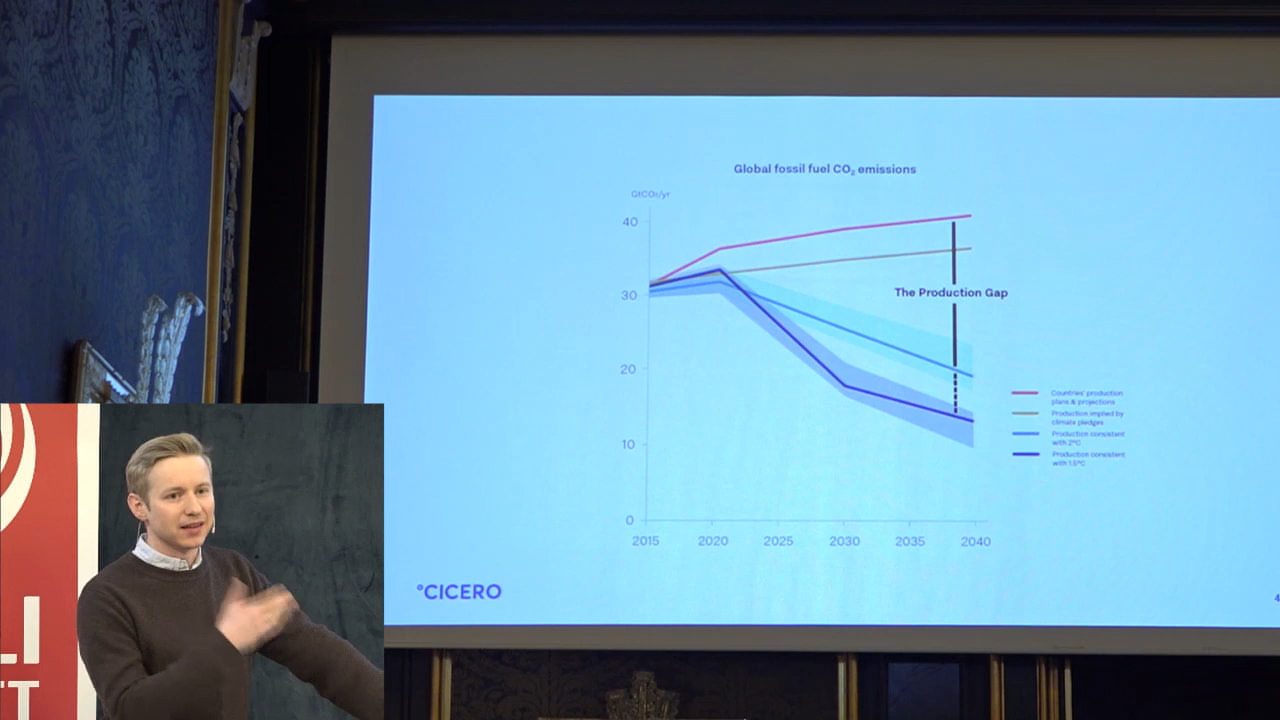 Global fossil fuel CO₂ emissions
GtCO₂/yr
40
30
20
10
0
2015 2020 2025 2030 2035 2040
The Production Gap
Countries' production
plans & projections
Production implied by
climate pledges
Production consistent
with 2°C
Production consistent
with 1.5°C
°CICERO
4
LI
T